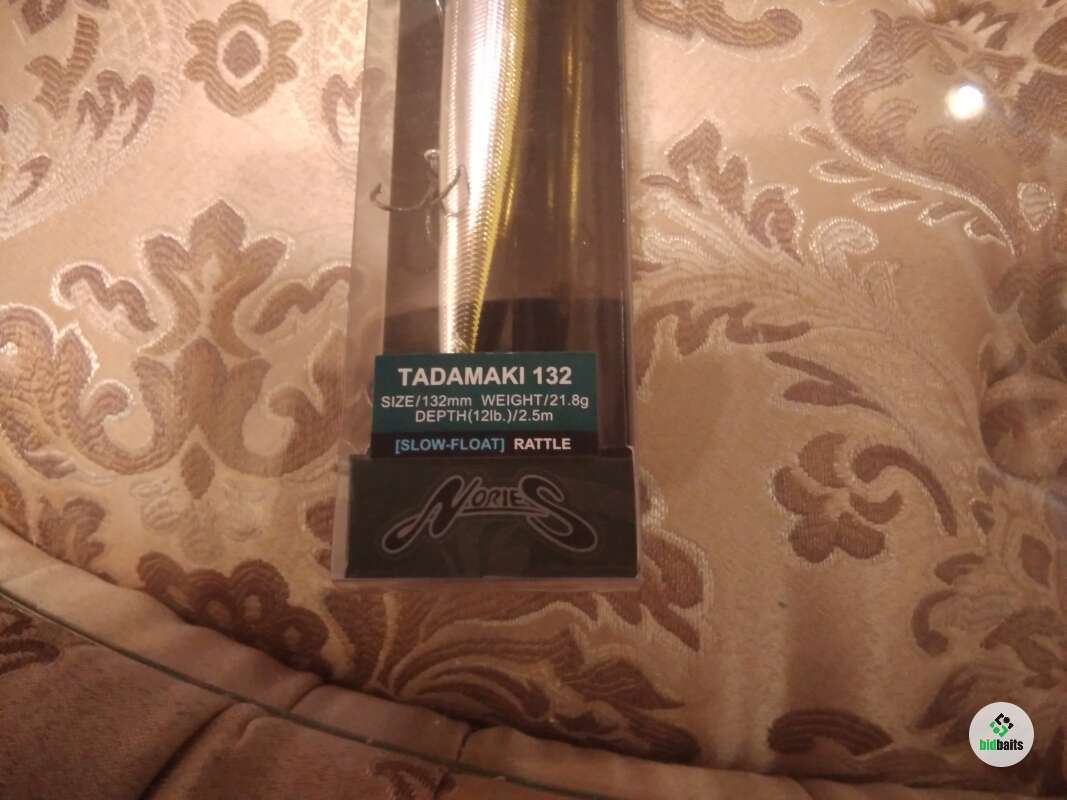 TADAMAKI 132
SIZE/132mm WEIGHT/21.8g
DEPTH(12lb.)/2.5m
[SLOW-FLOAT] RATTLE
NORIES
bidbaits